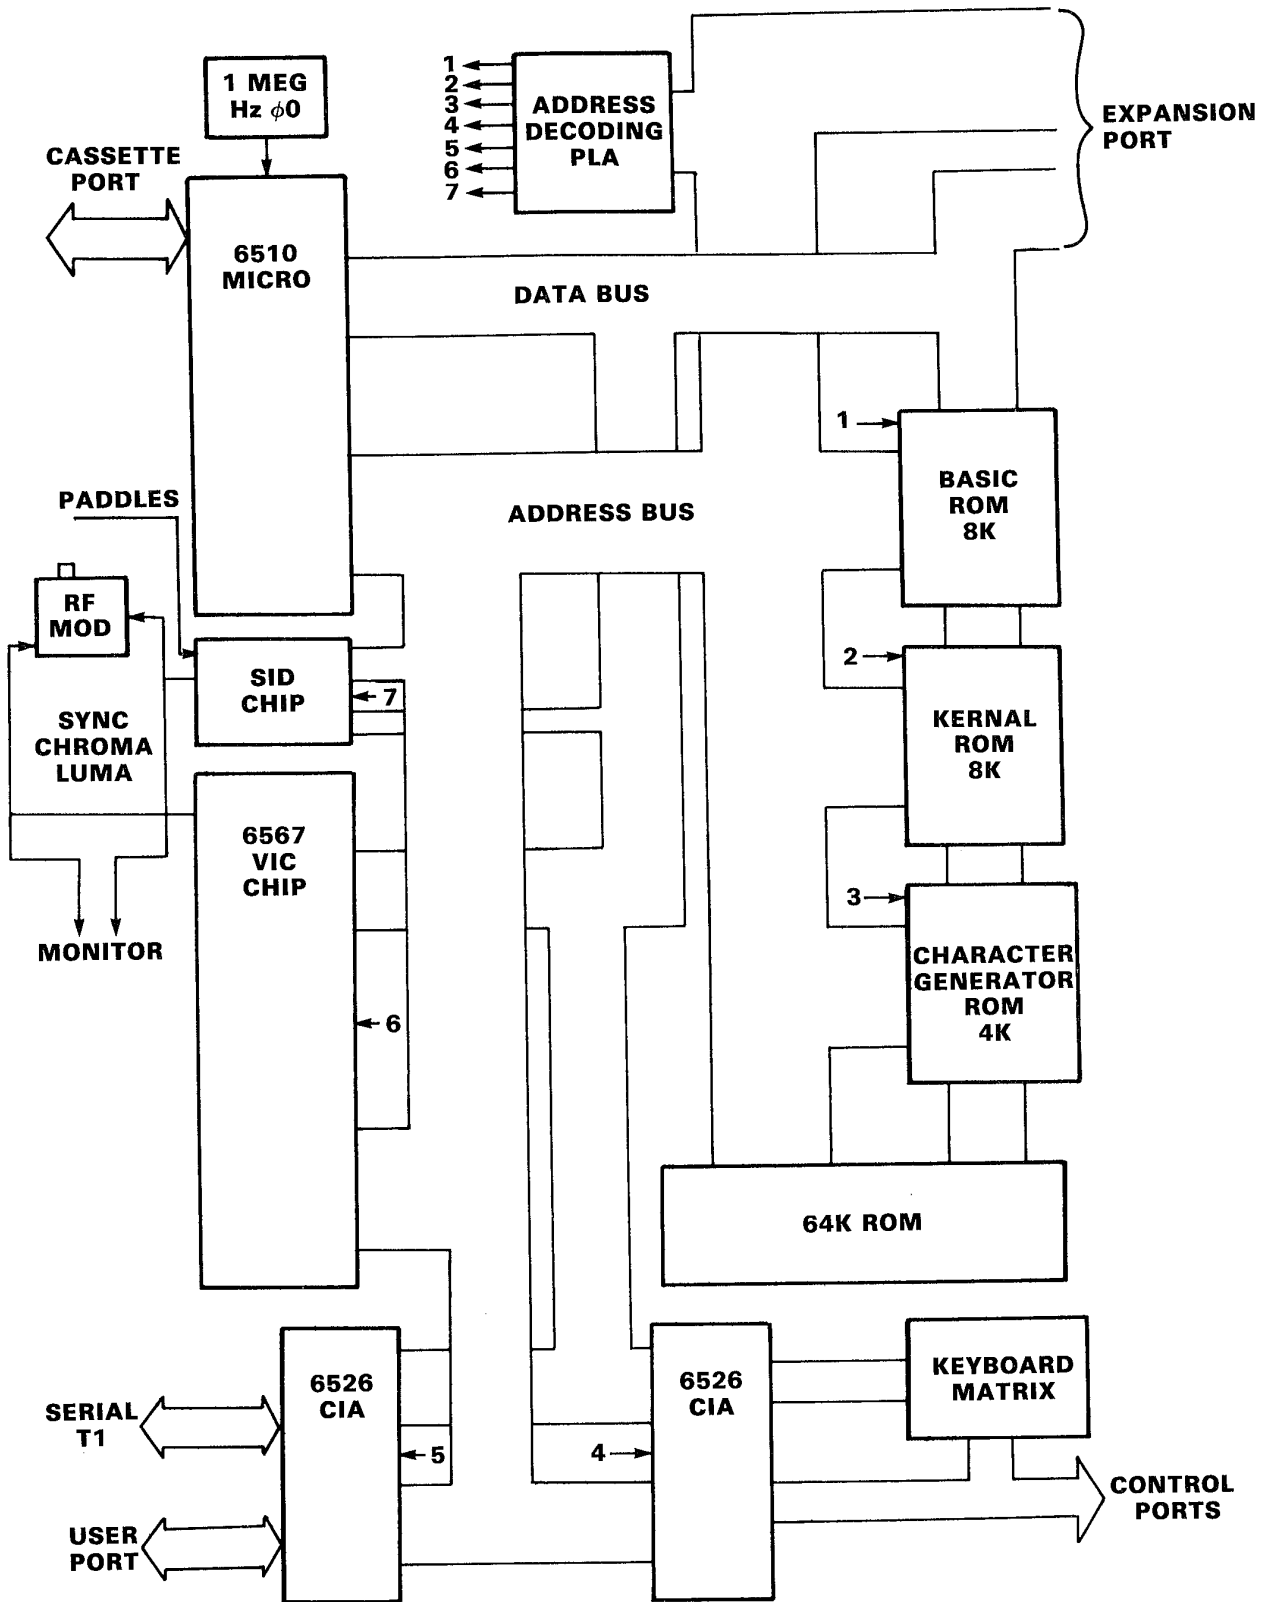 1 MEG
Hz φ0
1
2
3
4
5
6
7
ADDRESS
DECODING
PLA
EXPANSION
PORT
CASSETTE
PORT
6510
MICRO
DATA BUS
1
BASIC
ROM
8K
PADDLES
ADDRESS BUS
RF
MOD
SID
CHIP
7
2
KERNAL
ROM
8K
SYNC
CHROMA
LUMA
6567
VIC
CHIP
3
CHARACTER
GENERATOR
ROM
4K
MONITOR
6
64K ROM
6526
CIA
5
4
6526
CIA
KEYBOARD
MATRIX
SERIAL
T1
CONTROL
PORTS
USER
PORT